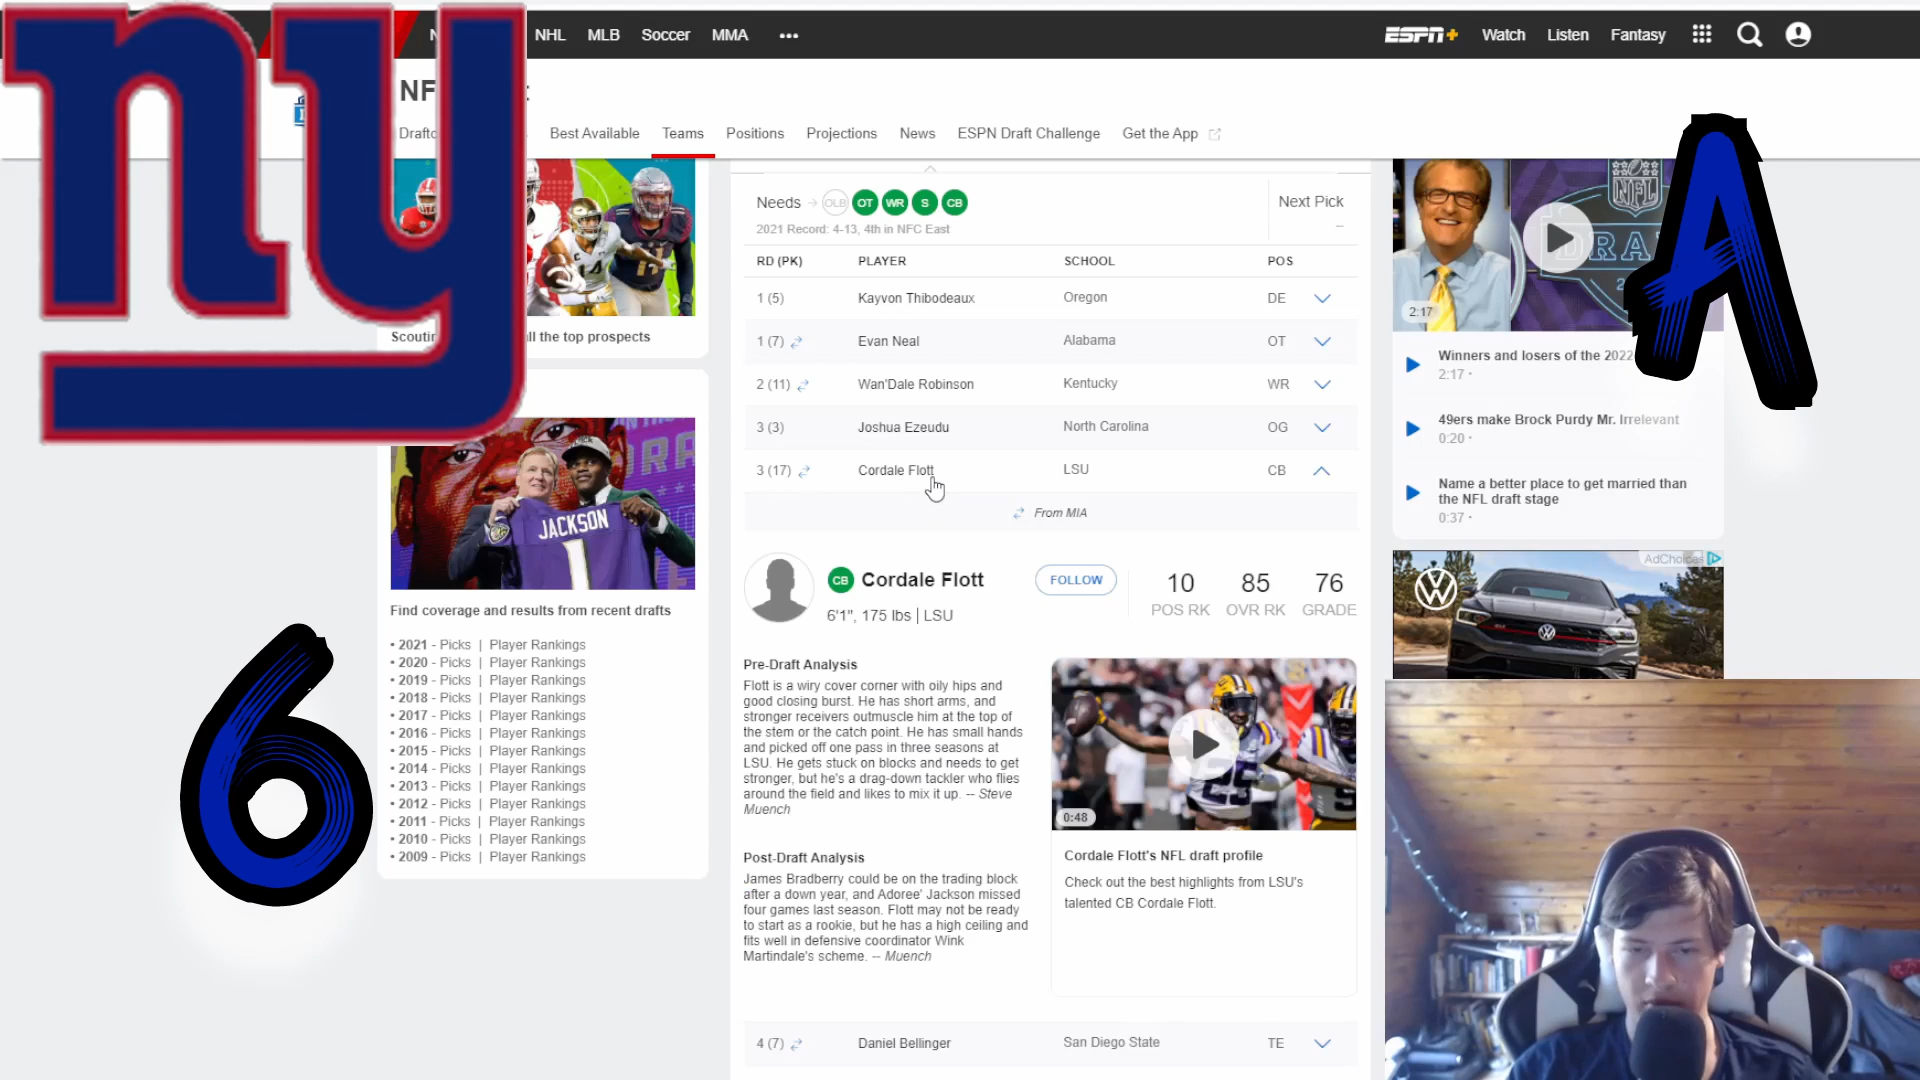 ny
NHL MLB Soccer MMA •••
ESPN+ Watch Listen Fantasy
NF
Best Available Teams Positions Projections News ESPN Draft Challenge Get the App
Needs OLB OT WR S CB
2021 Record: 4-13, 4th in NFC East
Next Pick
--
RD (PK) PLAYER SCHOOL POS
1 (5) Kayvon Thibodeaux Oregon DE
1 (7) Evan Neal Alabama OT
2 (11) Wan'Dale Robinson Kentucky WR
3 (3) Joshua Ezeudu North Carolina OG
3 (17) Cordale Flott LSU CB
From MIA
CB Cordale Flott
6'1", 175 lbs | LSU
FOLLOW
10 85 76
POS RK OVR RK GRADE
Pre-Draft Analysis
Flott is a wiry cover corner with oily hips and
good closing burst. He has short arms, and
stronger receivers outmuscle him at the top of
the stem or the catch point. He has small hands
and picked off one pass in three seasons at
LSU. He gets stuck on blocks and needs to get
stronger, but he's a drag-down tackler who flies
around the field and likes to mix it up. -- Steve
Muench
Post-Draft Analysis
James Bradberry could be on the trading block
after a down year, and Adoree' Jackson missed
four games last season. Flott may not be ready
to start as a rookie, but he has a high ceiling and
fits well in defensive coordinator Wink
Martindale's scheme. -- Muench
25
0:48
Cordale Flott's NFL draft profile
Check out the best highlights from LSU's
talented CB Cordale Flott.
4 (7) Daniel Bellinger San Diego State TE
ll the top prospects
JACKSON
1
Find coverage and results from recent drafts
• 2021 - Picks | Player Rankings
• 2020 - Picks | Player Rankings
• 2019 - Picks | Player Rankings
• 2018 - Picks | Player Rankings
• 2017 - Picks | Player Rankings
• 2016 - Picks | Player Rankings
• 2015 - Picks | Player Rankings
• 2014 - Picks | Player Rankings
• 2013 - Picks | Player Rankings
• 2012 - Picks | Player Rankings
• 2011 - Picks | Player Rankings
• 2010 - Picks | Player Rankings
• 2009 - Picks | Player Rankings
6
A
NFL
DRA
2:17
Winners and losers of the 2022
2:17 •
49ers make Brock Purdy Mr. Irrelevant
0:20 •
Name a better place to get married than
the NFL draft stage
0:37 •
AdChoices